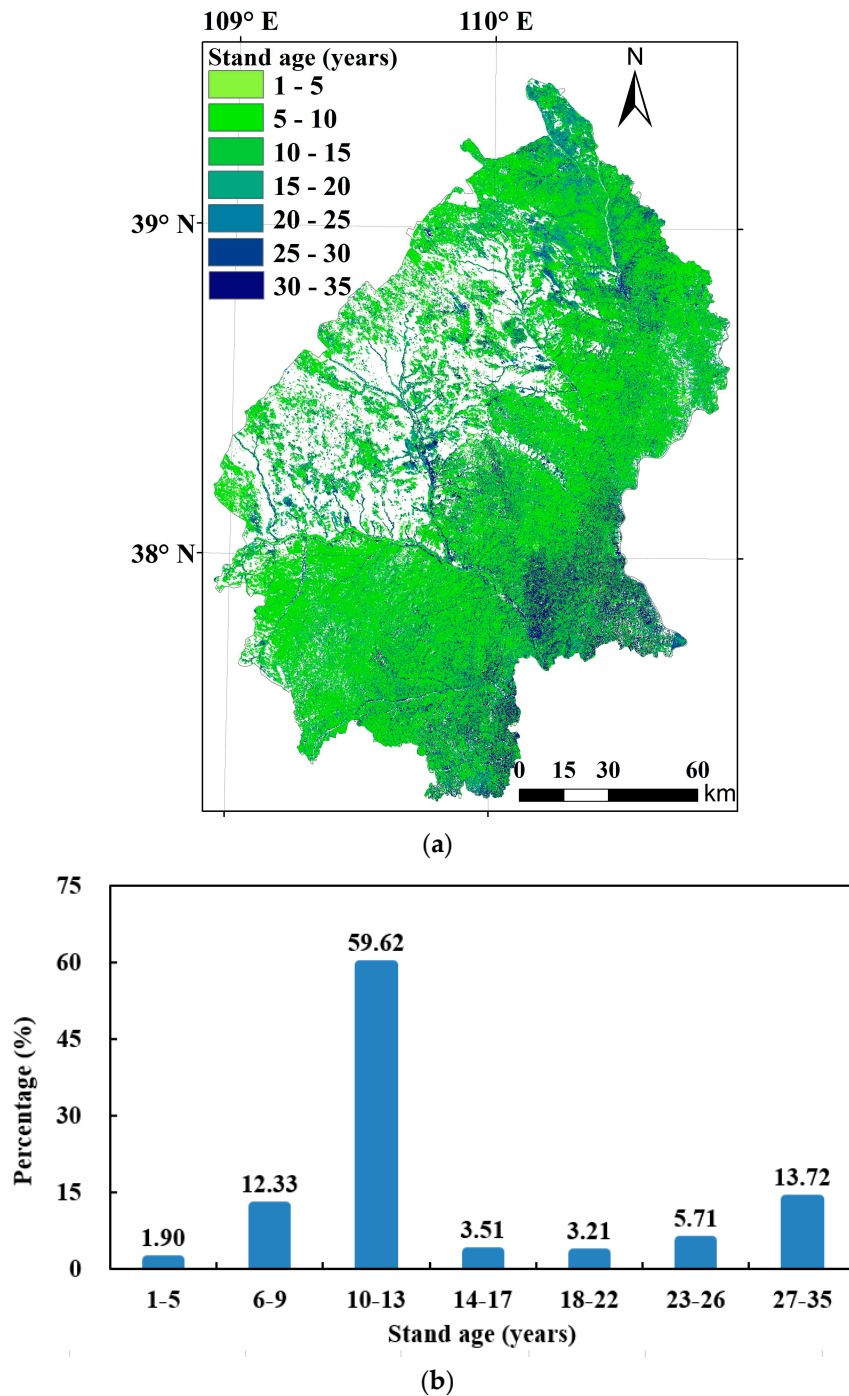 109° E 110° E
Stand age (years)
N
1 - 5
5 - 10
10 - 15
15 - 20
20 - 25
25 - 30
30 - 35
39° N
38° N
0 15 30 60
km
(a)
75
60
45
30
15
0
Percentage (%)
1.90
12.33
59.62
3.51
3.21
5.71
13.72
1-5 6-9 10-13 14-17 18-22 23-26 27-35
Stand age (years)
(b)